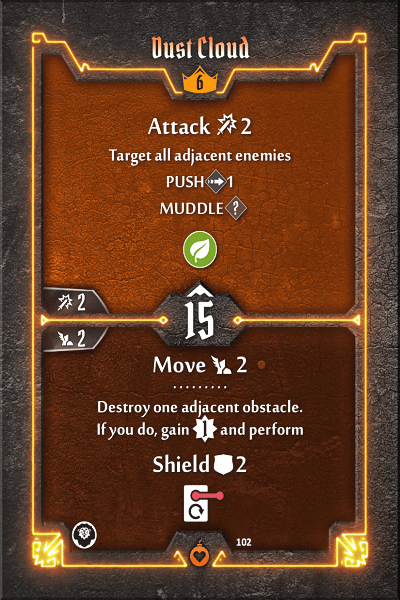 Dust Cloud
6
Attack 2
Target all adjacent enemies
PUSH 1
MUDDLE ?
2
15
2
Move 2
Destroy one adjacent obstacle.
If you do, gain 1 and perform
Shield 2
102